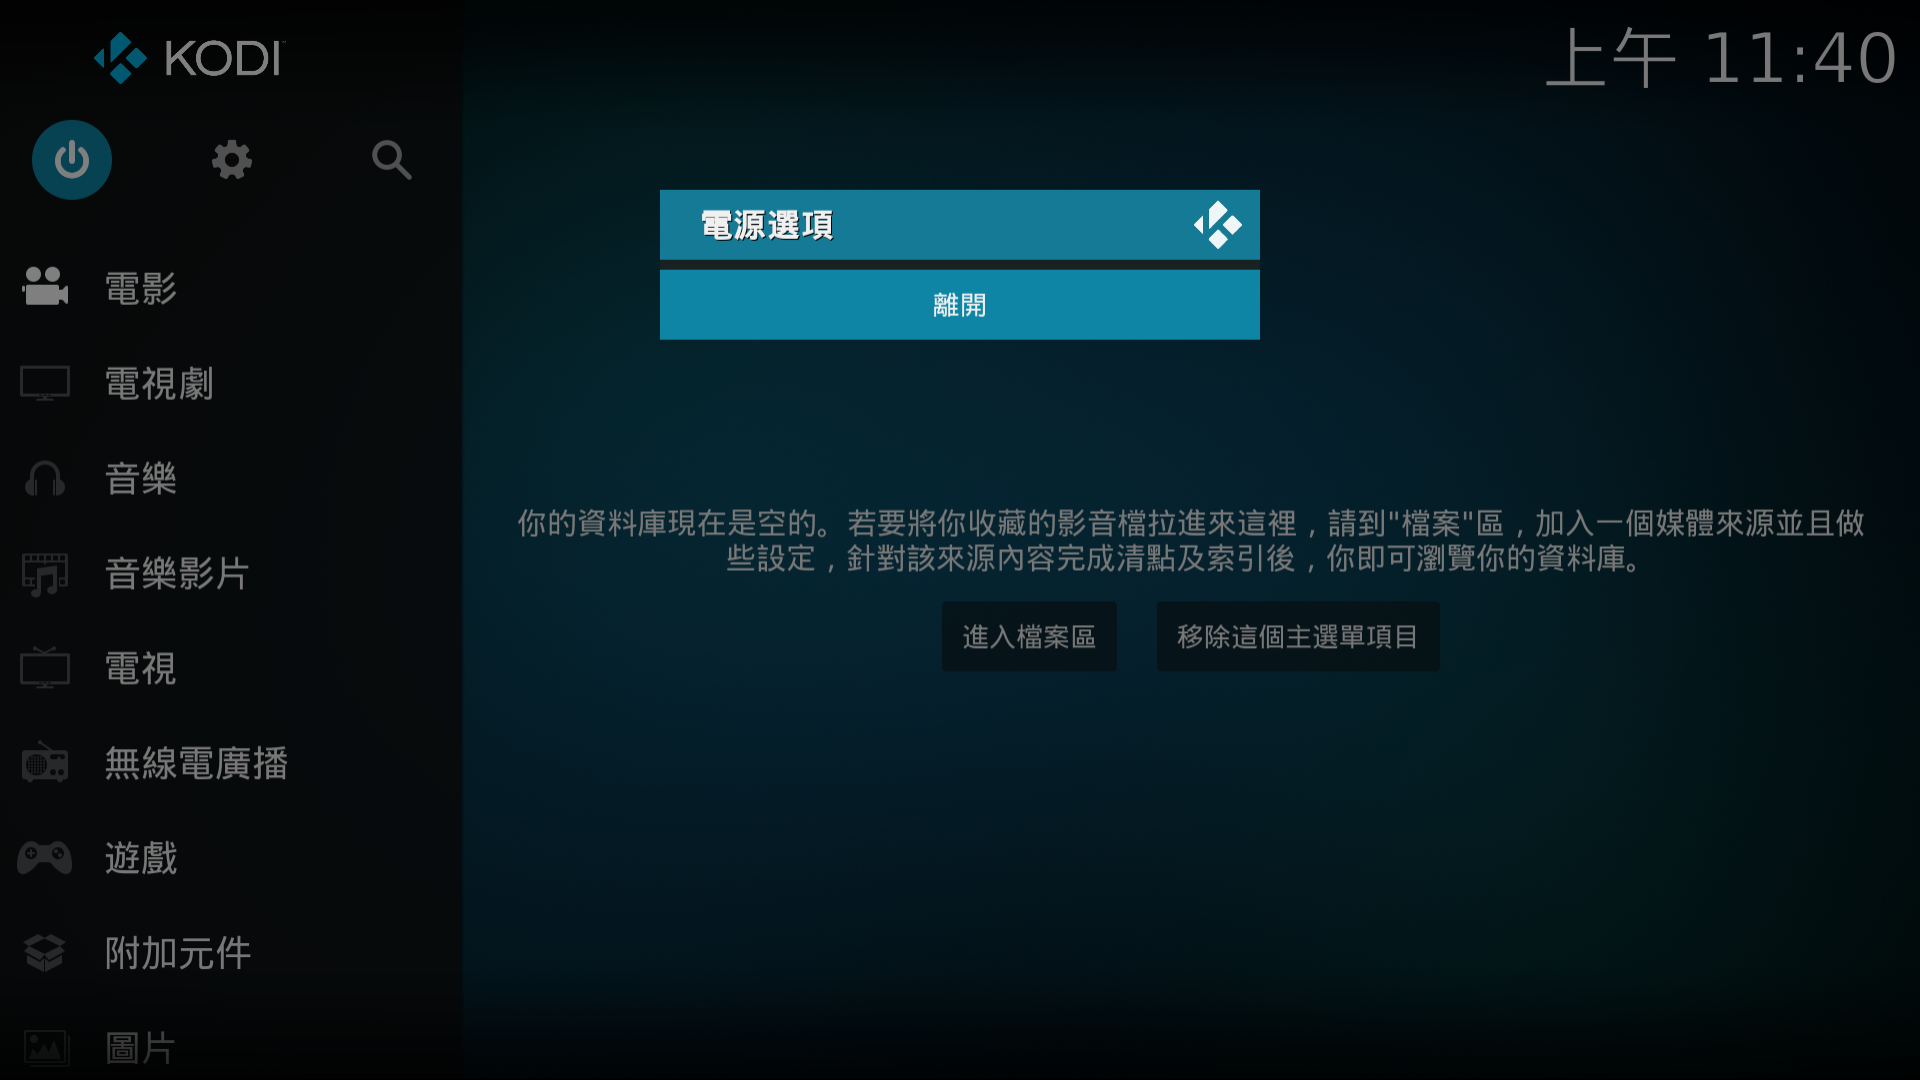 KODI
上午 11:40
電源選項
離開
電影
電視劇
音樂
音樂影片
電視
無線電廣播
遊戲
附加元件
圖片
你的資料庫現在是空的。若要將你收藏的影音檔拉進來這裡，請到"檔案"區，加入一個媒體來源並且做
些設定，針對該來源內容完成清點及索引後，你即可瀏覽你的資料庫。
進入檔案區
移除這個主選單項目